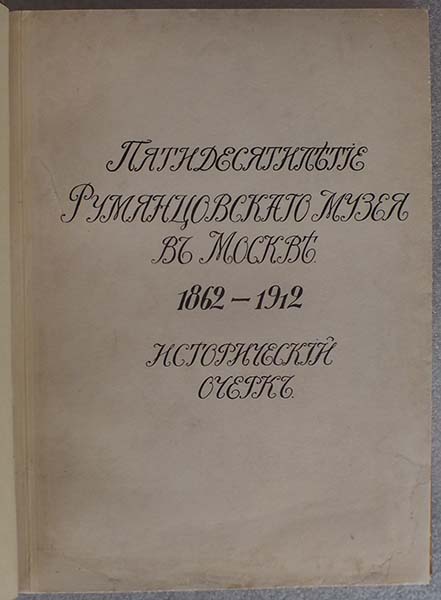 Пятидесятилѣтіе
Румянцовскаго музея
въ Москвѣ.
1862 — 1912
историческій
очеркъ.